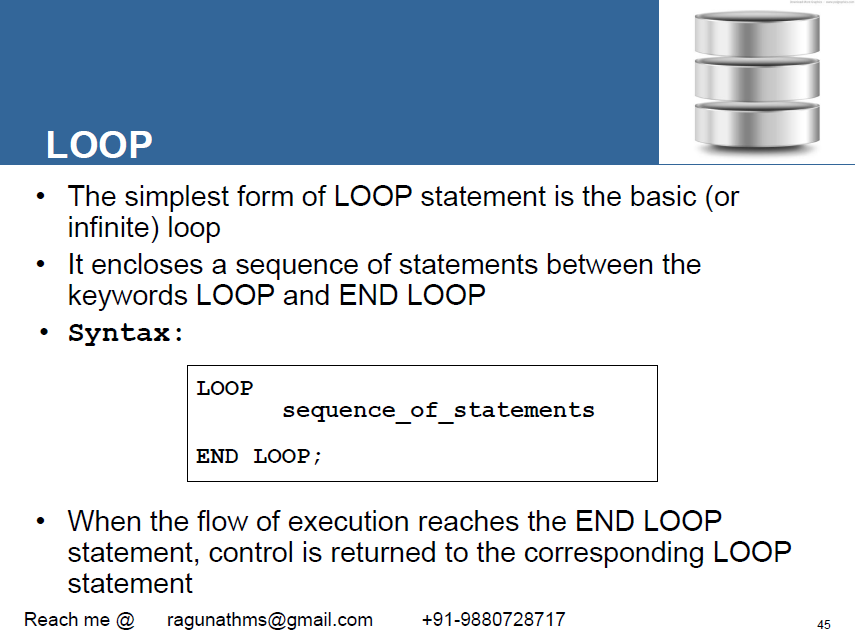 LOOP
• The simplest form of LOOP statement is the basic (or
infinite) loop
• It encloses a sequence of statements between the
keywords LOOP and END LOOP
• Syntax:
LOOP
sequence_of_statements
END LOOP;
• When the flow of execution reaches the END LOOP
statement, control is returned to the corresponding LOOP
statement
Reach me @ ragunathms@gmail.com +91-9880728717
45